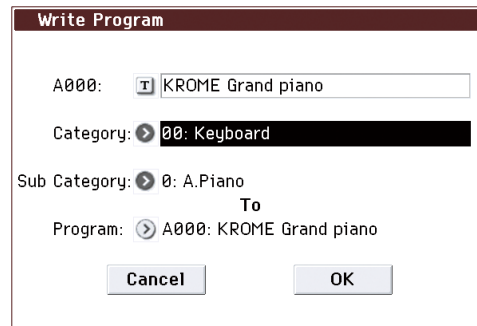 Write Program
A000: T KROME Grand piano
Category: 00: Keyboard
Sub Category: 0: A.Piano
To
Program: A000: KROME Grand piano
Cancel OK